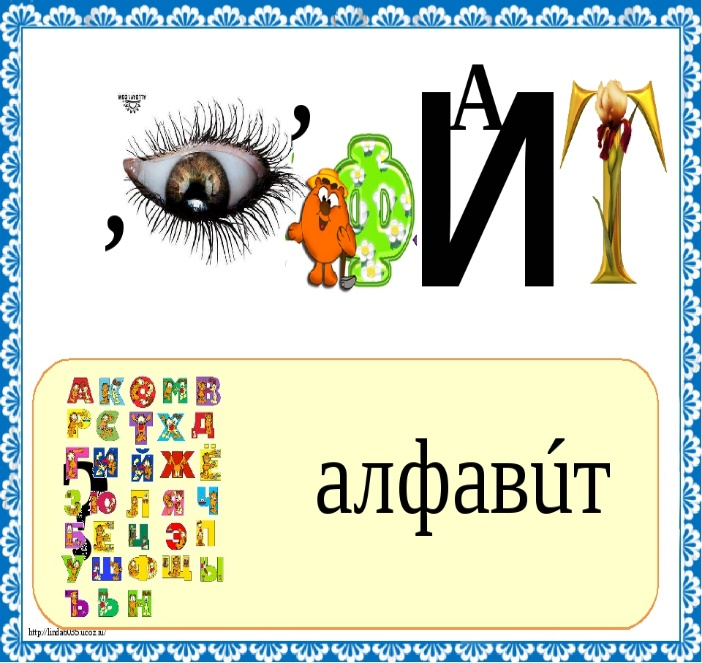 , ’ Ф А И Т
А К О М В
Р С Т Х Д
Г И Й Ж Ё
З Ю Л Я Ч
Б Е Ц Э П
У Ш Ф Щ Ы
Ъ Ь Н
алфави́т
http://linda6035.ucoz.ru/